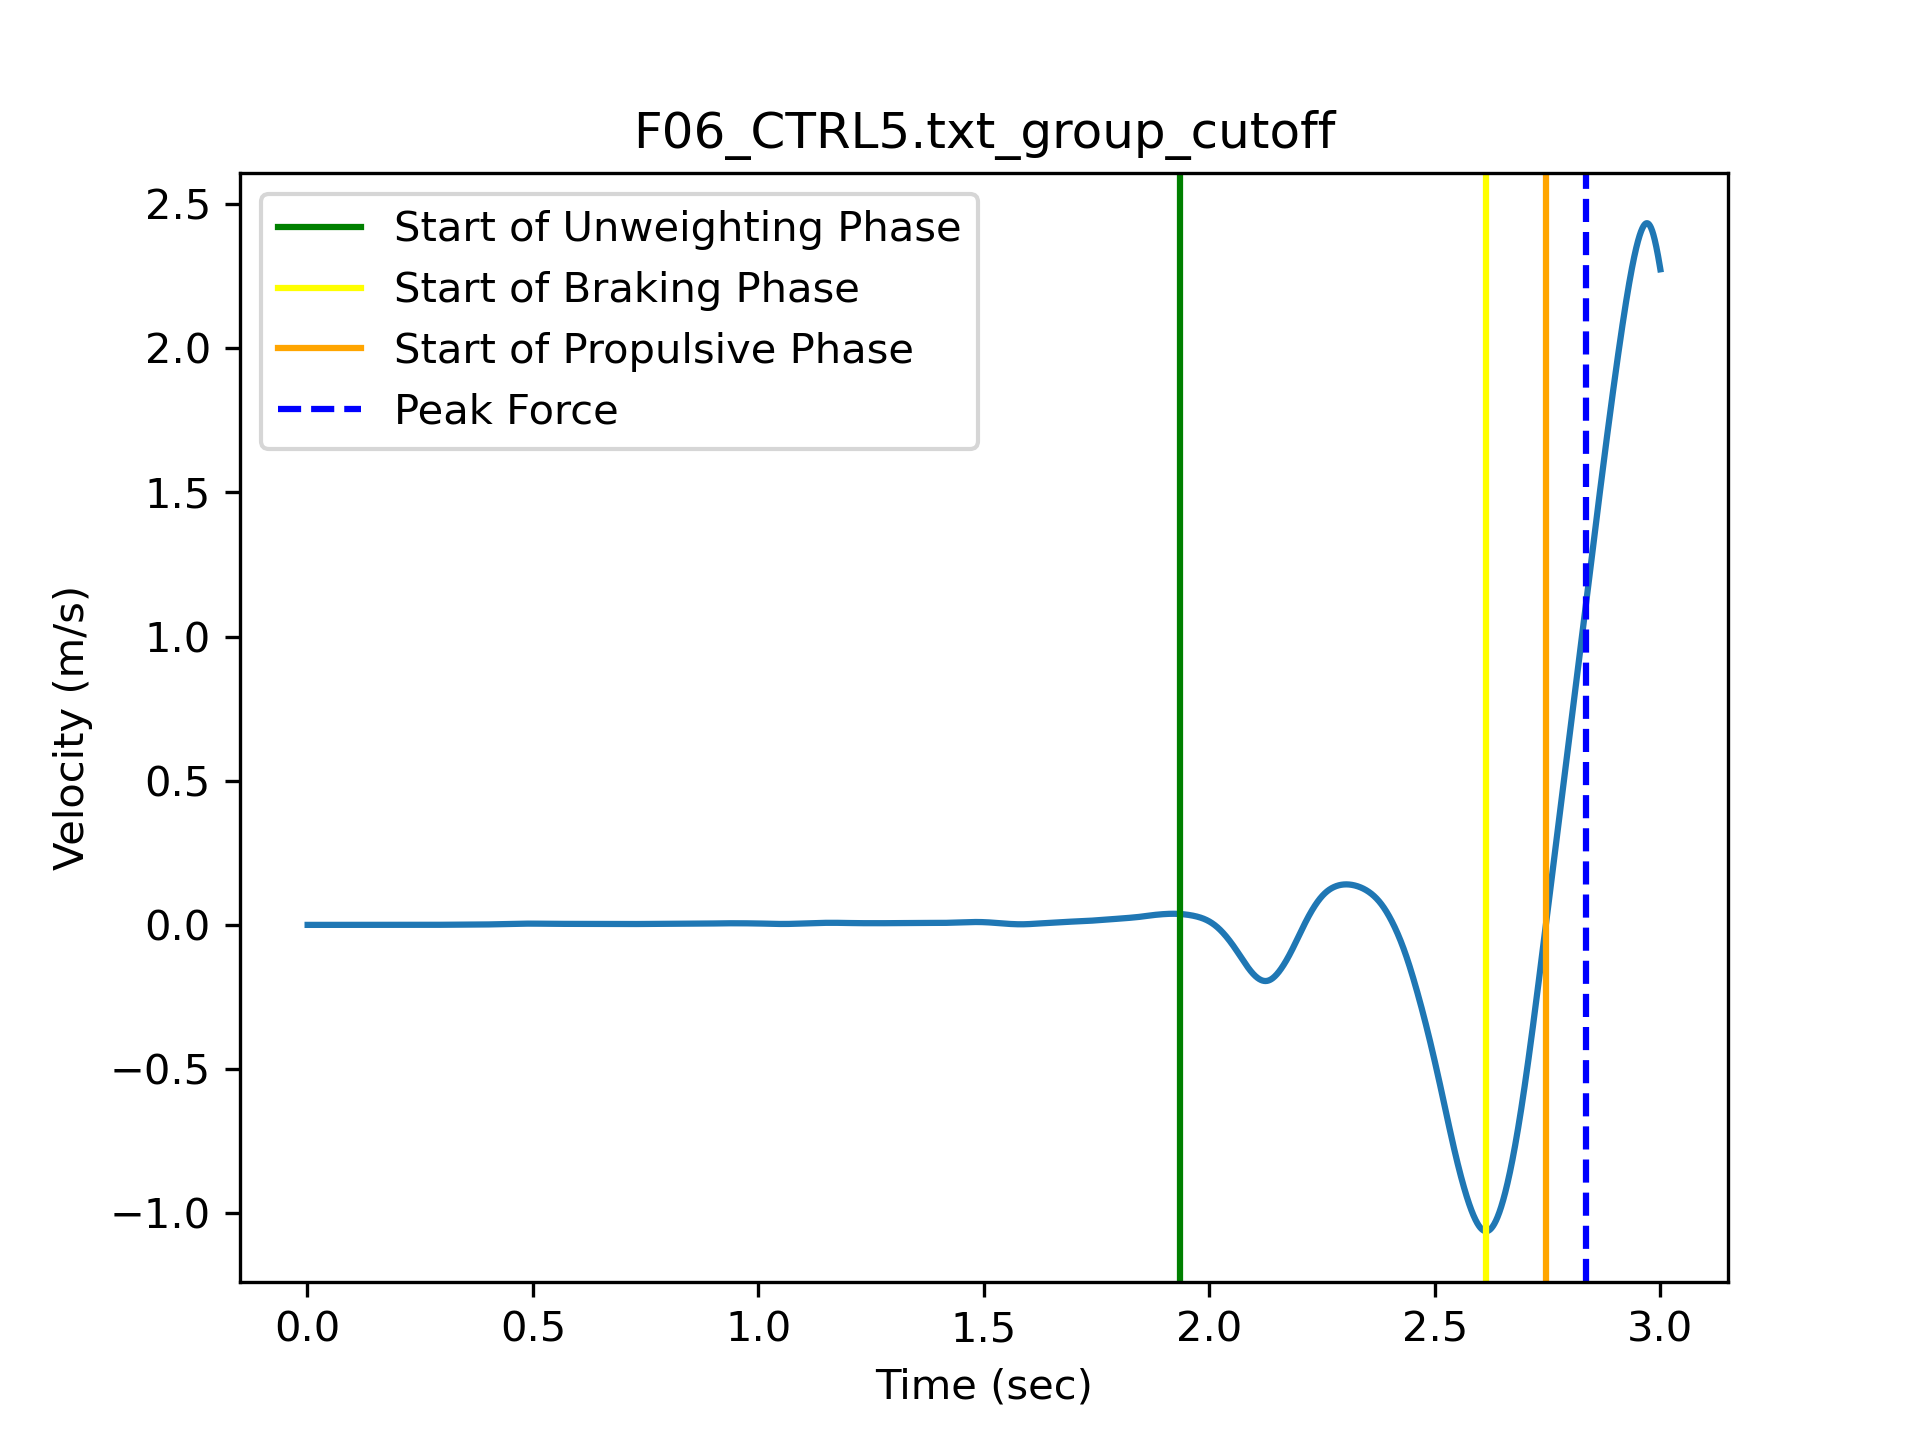 F06_CTRL5.txt_group_cutoff
Start of Unweighting Phase
Start of Braking Phase
Start of Propulsive Phase
Peak Force
2.5
2.0
1.5
1.0
0.5
0.0
−0.5
−1.0
Velocity (m/s)
0.0 0.5 1.0 1.5 2.0 2.5 3.0
Time (sec)